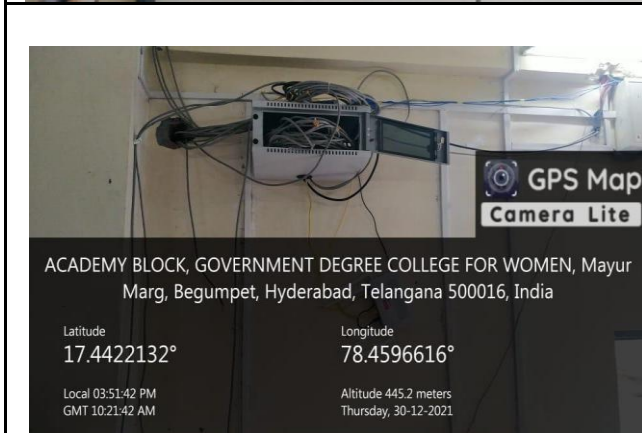 GPS Map
Camera Lite
ACADEMY BLOCK, GOVERNMENT DEGREE COLLEGE FOR WOMEN, Mayur
Marg, Begumpet, Hyderabad, Telangana 500016, India
Latitude
17.4422132°
Longitude
78.4596616°
Local 03:51:42 PM
GMT 10:21:42 AM
Altitude 445.2 meters
Thursday, 30-12-2021